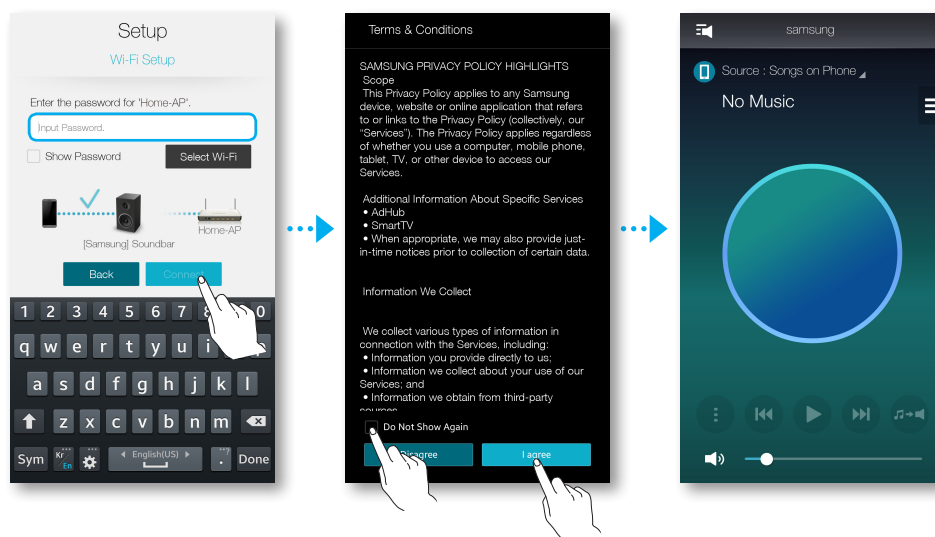 Setup
Wi-Fi Setup
Enter the password for 'Home-AP'.
Input Password.
Show Password
Select Wi-Fi
Home-AP
[Samsung] Soundbar
Back
Connect
1 2 3 4 5 6 7 8 0
q w e r t y u i p
a s d f g h j k l
z x c v b n m
Sym Kr/En English(US) . ,? Done
Terms & Conditions
SAMSUNG PRIVACY POLICY HIGHLIGHTS
Scope
This Privacy Policy applies to any Samsung
device, website or online application that refers
to or links to the Privacy Policy (collectively, our
“Services”). The Privacy Policy applies regardless
of whether you use a computer, mobile phone,
tablet, TV, or other device to access our
Services.
Additional Information About Specific Services
• AdHub
• SmartTV
• When appropriate, we may also provide just-
in-time notices prior to collection of certain data.
Information We Collect
We collect various types of information in
connection with the Services, including:
• Information you provide directly to us;
• Information we collect about your use of our
Services; and
• Information we obtain from third-party
sources
Do Not Show Again
Disagree
I agree
samsung
Source : Songs on Phone
No Music